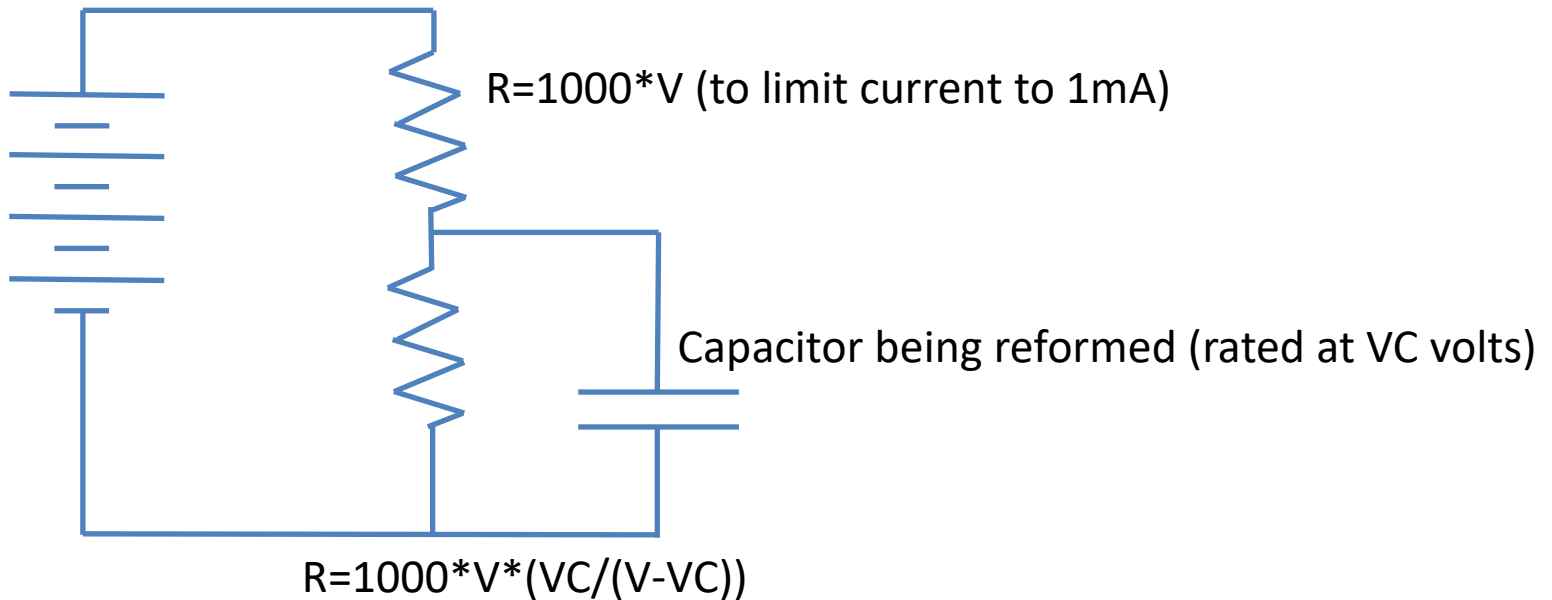 R=1000*V (to limit current to 1mA)
Capacitor being reformed (rated at VC volts)
R=1000*V*(VC/(V-VC))